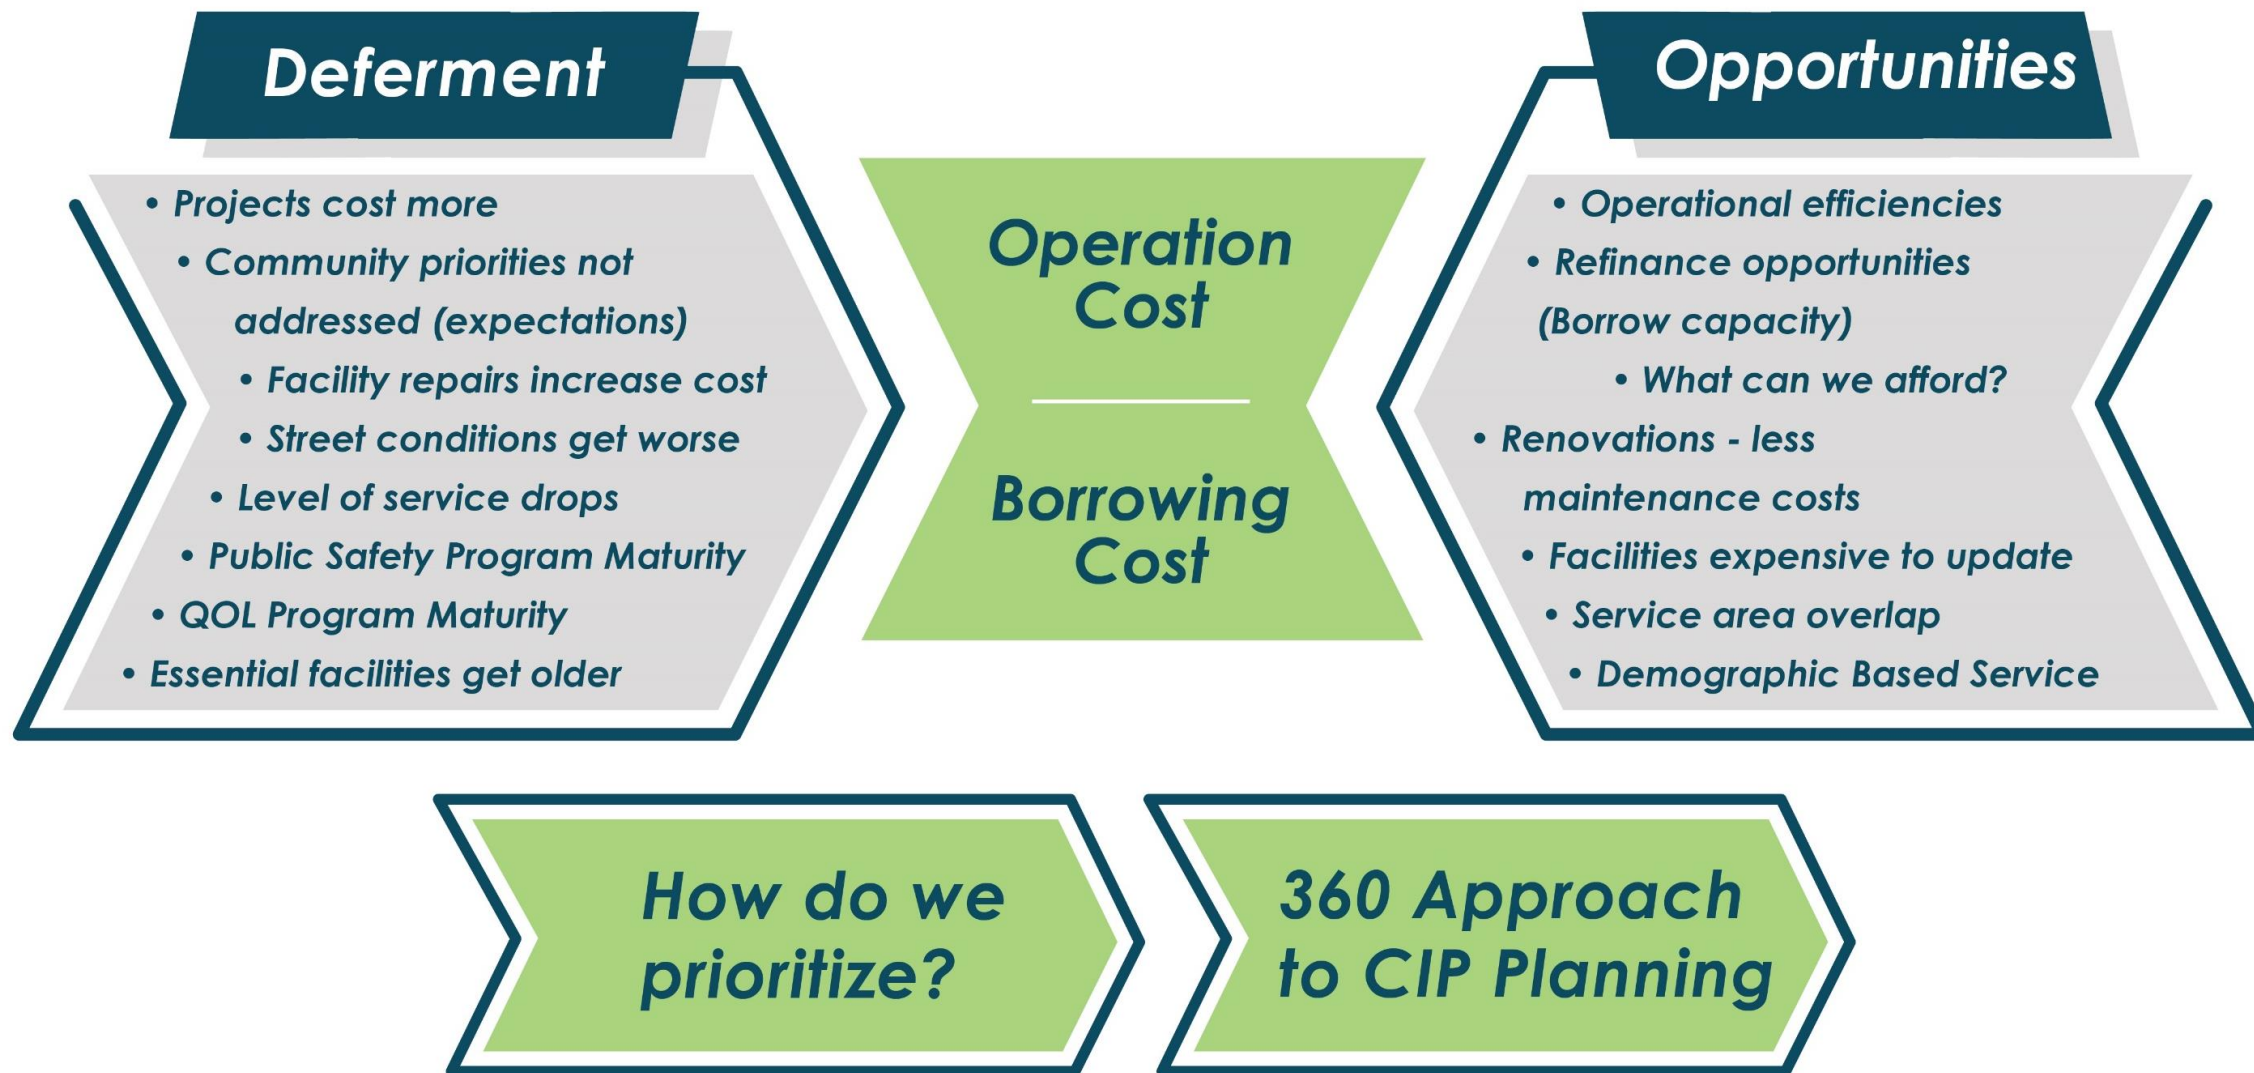 Deferment
• Projects cost more
• Community priorities not
addressed (expectations)
• Facility repairs increase cost
• Street conditions get worse
• Level of service drops
• Public Safety Program Maturity
• QOL Program Maturity
• Essential facilities get older
Operation
Cost
Borrowing
Cost
Opportunities
• Operational efficiencies
• Refinance opportunities
(Borrow capacity)
• What can we afford?
• Renovations - less
maintenance costs
• Facilities expensive to update
• Service area overlap
• Demographic Based Service
How do we
prioritize?
360 Approach
to CIP Planning